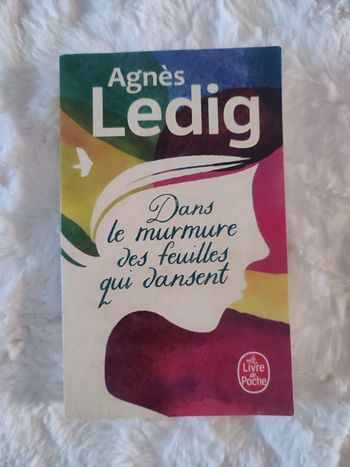 Agnès
Ledig
Dans
le murmure
des feuilles
qui dansent
Le
Livre
de
Poche